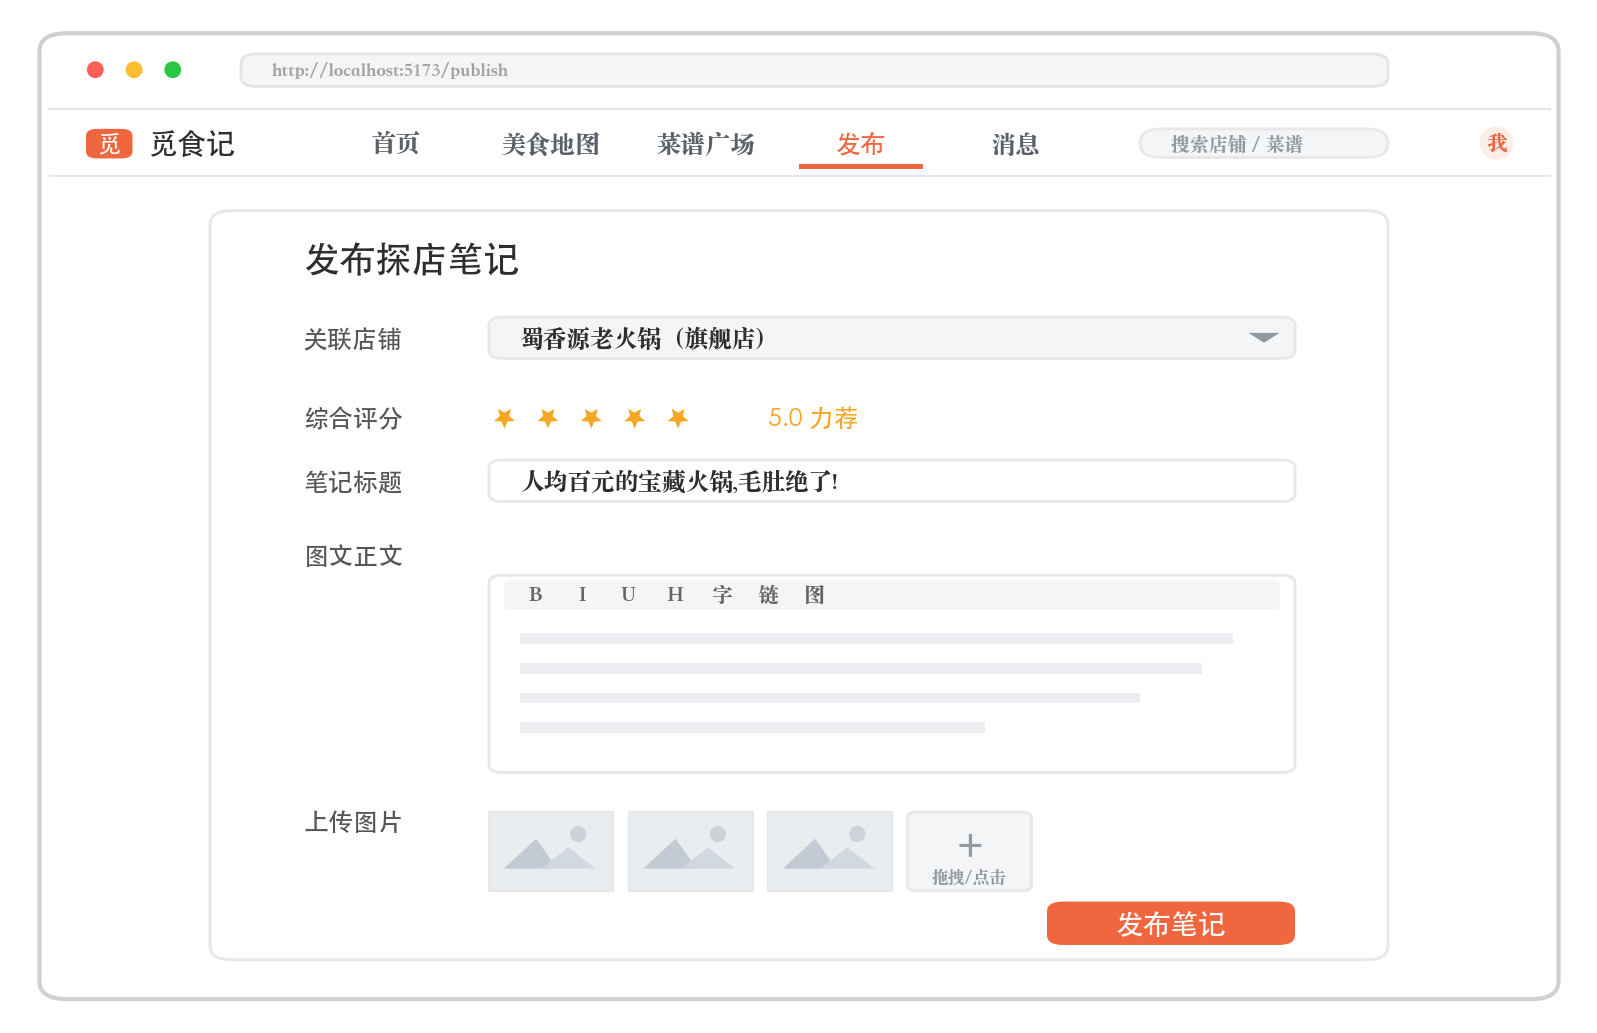 http://localhost:5173/publish
觅 觅食记 首页 美食地图 菜谱广场 发布 消息 搜索店铺 / 菜谱 我
发布探店笔记
关联店铺 蜀香源老火锅（旗舰店）
综合评分 5.0 力荐
笔记标题 人均百元的宝藏火锅,毛肚绝了!
图文正文
B I U H 字 链 图
上传图片
拖拽/点击
发布笔记